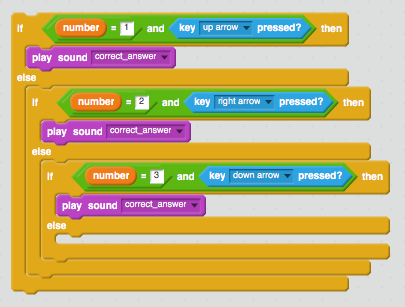 if number = 1 and key up arrow pressed? then
play sound correct_answer
else
if number = 2 and key right arrow pressed? then
play sound correct_answer
else
if number = 3 and key down arrow pressed? then
play sound correct_answer
else